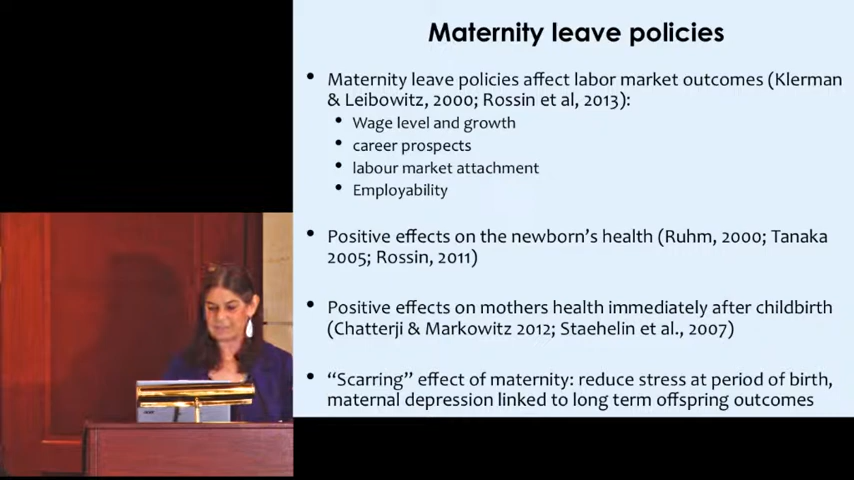 Maternity leave policies
• Maternity leave policies affect labor market outcomes (Klerman
& Leibowitz, 2000; Rossin et al, 2013):
• Wage level and growth
• career prospects
• labour market attachment
• Employability
• Positive effects on the newborn’s health (Ruhm, 2000; Tanaka
2005; Rossin, 2011)
• Positive effects on mothers health immediately after childbirth
(Chatterji & Markowitz 2012; Staehelin et al., 2007)
• “Scarring” effect of maternity: reduce stress at period of birth,
maternal depression linked to long term offspring outcomes